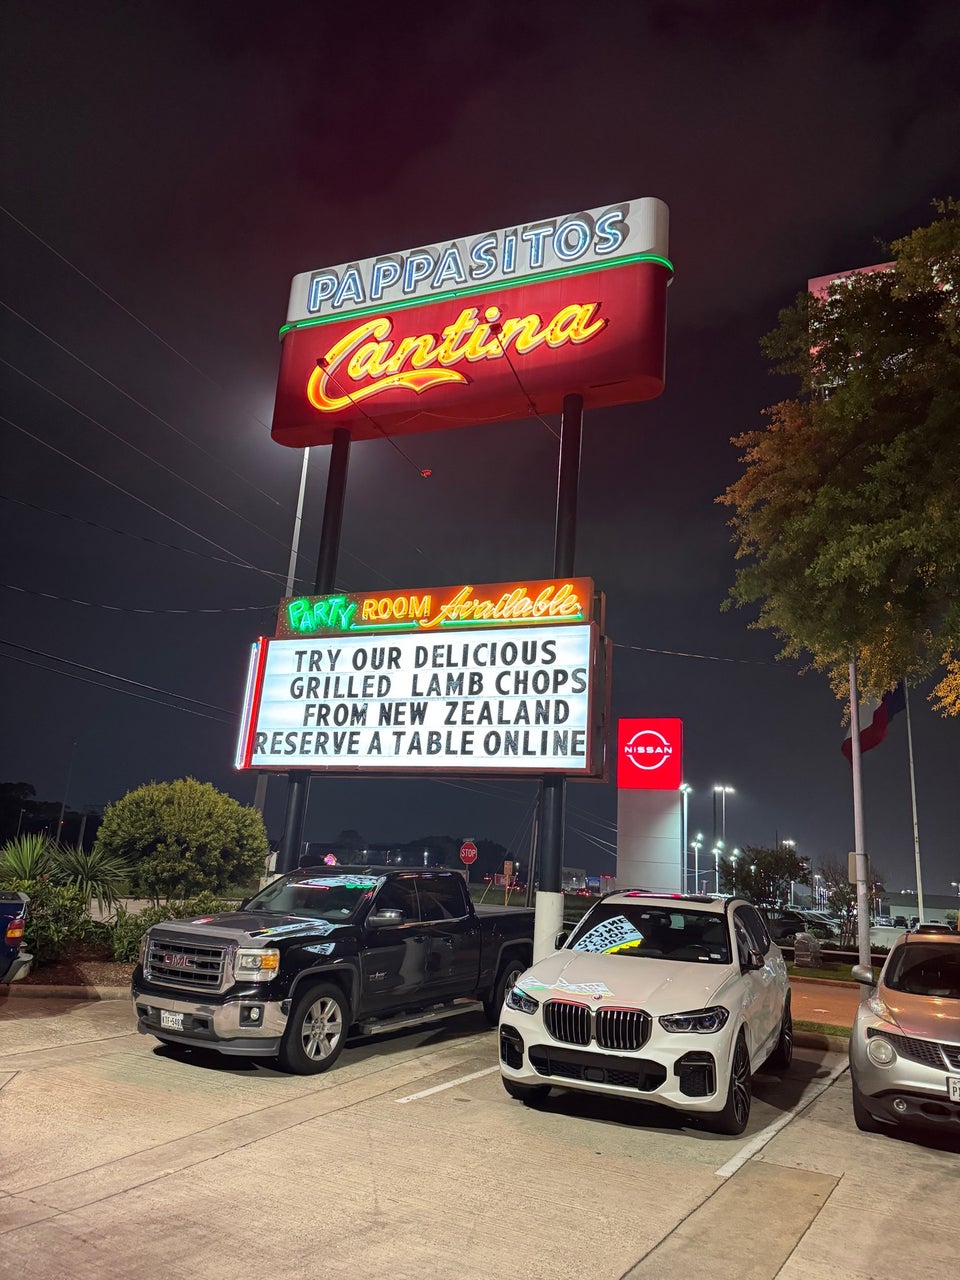 PAPPASITOS
Cantina
PARTY ROOM Available
TRY OUR DELICIOUS
GRILLED LAMB CHOPS
FROM NEW ZEALAND
RESERVE A TABLE ONLINE
NISSAN
STOP
GMC